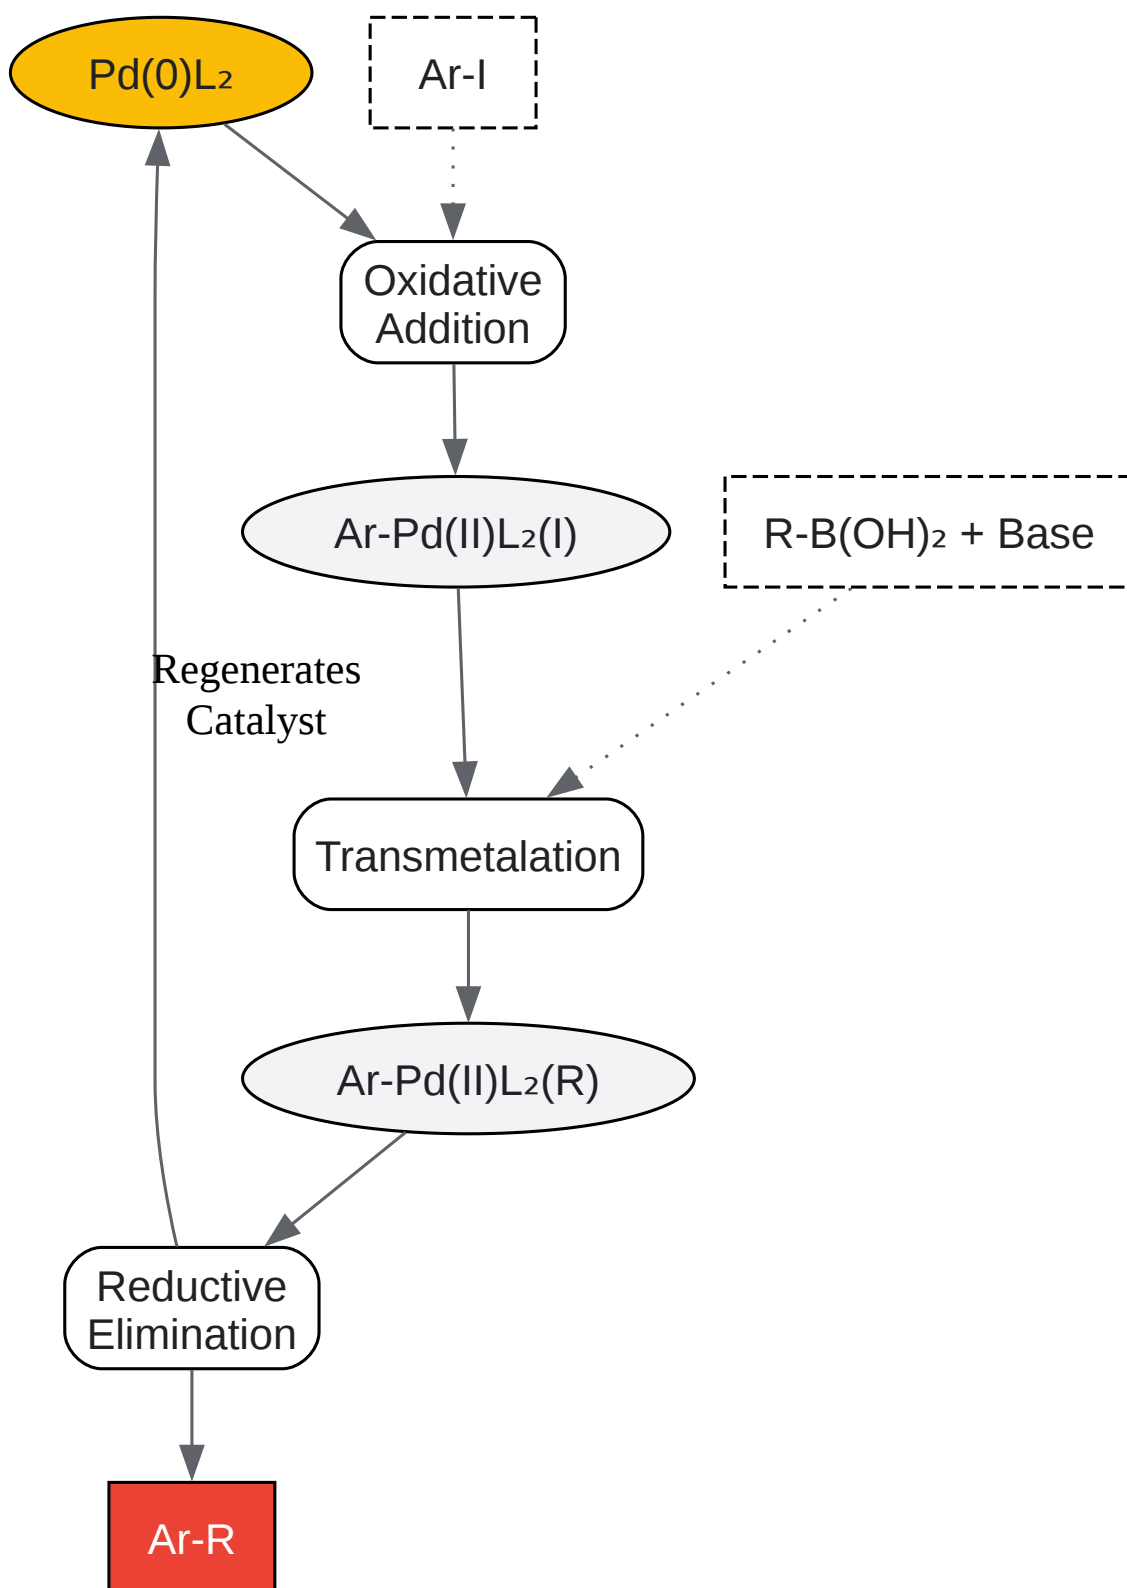 Pd(0)L₂
Ar-I
Oxidative
Addition
Ar-Pd(II)L₂(I)
R-B(OH)₂ + Base
Regenerates
Catalyst
Transmetalation
Ar-Pd(II)L₂(R)
Reductive
Elimination
Ar-R